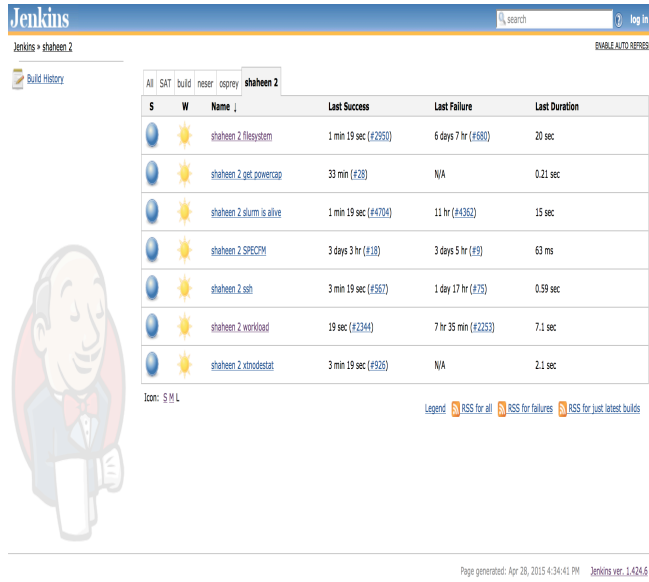 Jenkins
search
? log in
Jenkins » shaheen 2
ENABLE AUTO REFRES
Build History
All SAT build neser osprey shaheen 2
S W Name ↓ Last Success Last Failure Last Duration
shaheen 2 filesystem 1 min 19 sec (#2950) 6 days 7 hr (#680) 20 sec
shaheen 2 get powercap 33 min (#28) N/A 0.21 sec
shaheen 2 slurm is alive 1 min 19 sec (#4704) 11 hr (#4362) 15 sec
shaheen 2 SPECFM 3 days 3 hr (#18) 3 days 5 hr (#9) 63 ms
shaheen 2 ssh 3 min 19 sec (#567) 1 day 17 hr (#75) 0.59 sec
shaheen 2 workload 19 sec (#2344) 7 hr 35 min (#2253) 7.1 sec
shaheen 2 xtnodestat 3 min 19 sec (#926) N/A 2.1 sec
Icon: S M L
Legend RSS for all RSS for failures RSS for just latest builds
Page generated: Apr 28, 2015 4:34:41 PM Jenkins ver. 1.424.6